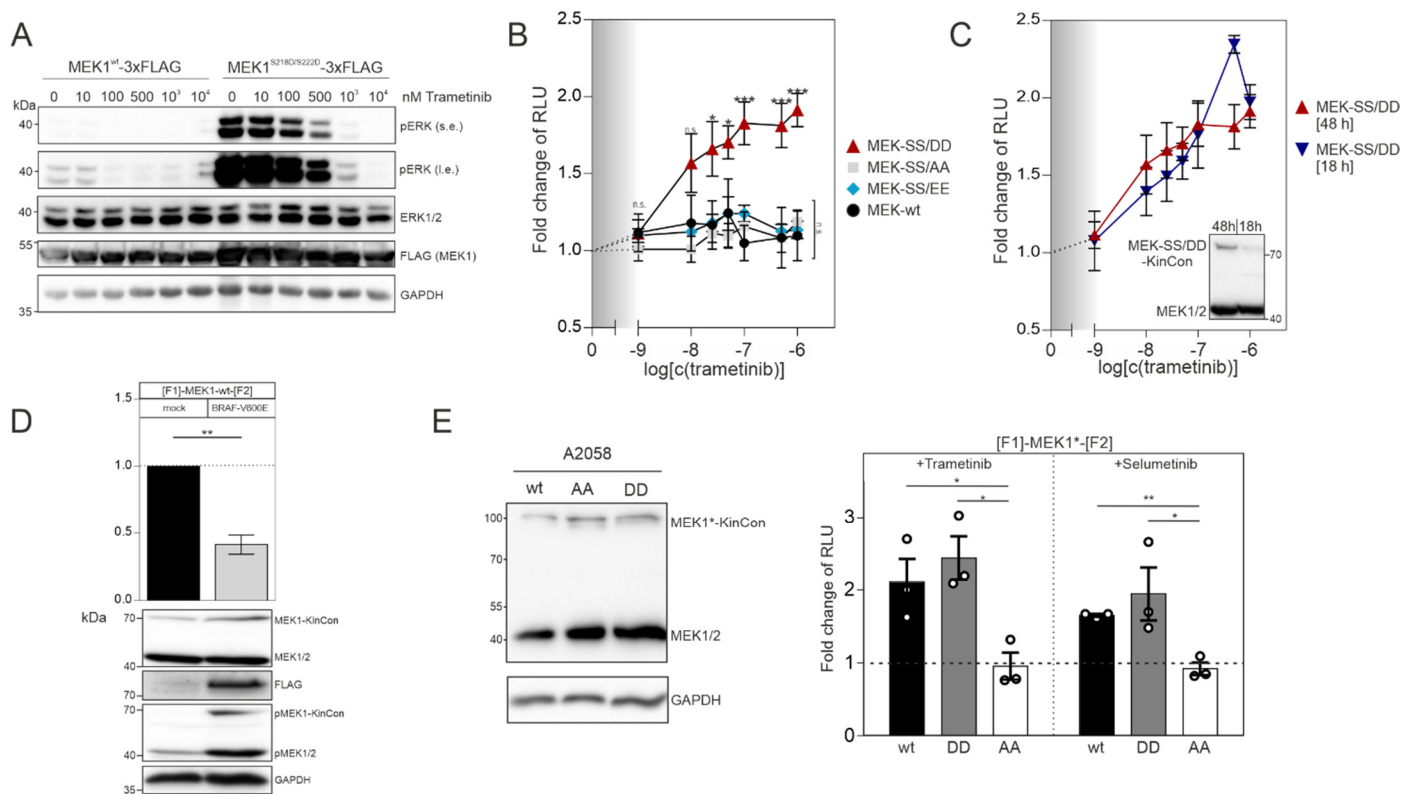 A
MEK1wt-3xFLAG
MEK1S218D/S222D-3xFLAG
0 10 100 500 10³ 10⁴ 0 10 100 500 10³ 10⁴ nM Trametinib
kDa
40
pERK (s.e.)
pERK (l.e.)
40
ERK1/2
55
FLAG (MEK1)
GAPDH
35
B
Fold change of RLU
2.5
2.0
1.5
1.0
0.5
n.s.
n.s.
*
*
***
***
***
n.s.
0 -9 -8 -7 -6
log[c(trametinib)]
MEK-SS/DD
MEK-SS/AA
MEK-SS/EE
MEK-wt
C
Fold change of RLU
2.5
2.0
1.5
1.0
0.5
48h 18h
MEK-SS/DD
-KinCon
70
MEK1/2
40
0 -9 -8 -7 -6
log[c(trametinib)]
MEK-SS/DD
[48 h]
MEK-SS/DD
[18 h]
D
[F1]-MEK1-wt-[F2]
mock BRAF-V600E
**
1.5
1.0
0.5
0.0
kDa
70
MEK1-KinCon
MEK1/2
40
FLAG
70
pMEK1-KinCon
70
pMEK1/2
40
GAPDH
35
E
A2058
wt AA DD
100
MEK1*-KinCon
70
55
MEK1/2
40
GAPDH
[F1]-MEK1*-[F2]
+Trametinib
+Selumetinib
*
*
**
*
Fold change of RLU
3
2
1
0
wt DD AA wt DD AA